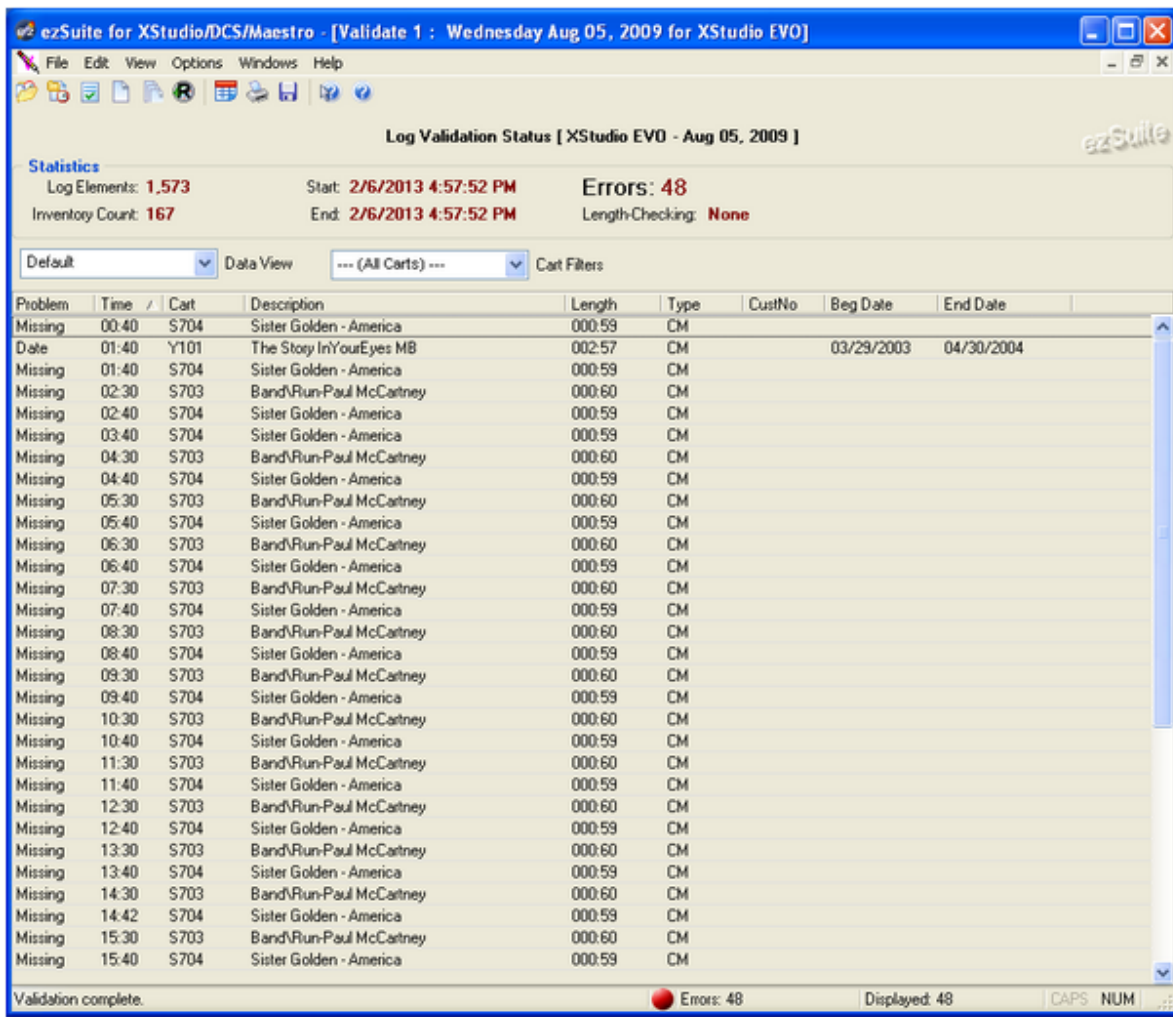 ezSuite for XStudio/DCS/Maestro - [Validate 1 : Wednesday Aug 05, 2009 for XStudio EVO]
File Edit View Options Windows Help
Log Validation Status [ XStudio EVO - Aug 05, 2009 ]
ezSuite
Statistics
Log Elements: 1,573 Start: 2/6/2013 4:57:52 PM Errors: 48
Inventory Count: 167 End: 2/6/2013 4:57:52 PM Length-Checking: None
Default Data View --- (All Carts) --- Cart Filters
Problem Time / Cart Description Length Type CustNo Beg Date End Date
Missing 00:40 S704 Sister Golden - America 000:59 CM
Date 01:40 Y101 The Story InYourEyes MB 002:57 CM 03/29/2003 04/30/2004
Missing 01:40 S704 Sister Golden - America 000:59 CM
Missing 02:30 S703 Band\Run-Paul McCartney 000:60 CM
Missing 02:40 S704 Sister Golden - America 000:59 CM
Missing 03:40 S704 Sister Golden - America 000:59 CM
Missing 04:30 S703 Band\Run-Paul McCartney 000:60 CM
Missing 04:40 S704 Sister Golden - America 000:59 CM
Missing 05:30 S703 Band\Run-Paul McCartney 000:60 CM
Missing 05:40 S704 Sister Golden - America 000:59 CM
Missing 06:30 S703 Band\Run-Paul McCartney 000:60 CM
Missing 06:40 S704 Sister Golden - America 000:59 CM
Missing 07:30 S703 Band\Run-Paul McCartney 000:60 CM
Missing 07:40 S704 Sister Golden - America 000:59 CM
Missing 08:30 S703 Band\Run-Paul McCartney 000:60 CM
Missing 08:40 S704 Sister Golden - America 000:59 CM
Missing 09:30 S703 Band\Run-Paul McCartney 000:60 CM
Missing 09:40 S704 Sister Golden - America 000:59 CM
Missing 10:30 S703 Band\Run-Paul McCartney 000:60 CM
Missing 10:40 S704 Sister Golden - America 000:59 CM
Missing 11:30 S703 Band\Run-Paul McCartney 000:60 CM
Missing 11:40 S704 Sister Golden - America 000:59 CM
Missing 12:30 S703 Band\Run-Paul McCartney 000:60 CM
Missing 12:40 S704 Sister Golden - America 000:59 CM
Missing 13:30 S703 Band\Run-Paul McCartney 000:60 CM
Missing 13:40 S704 Sister Golden - America 000:59 CM
Missing 14:30 S703 Band\Run-Paul McCartney 000:60 CM
Missing 14:42 S704 Sister Golden - America 000:59 CM
Missing 15:30 S703 Band\Run-Paul McCartney 000:60 CM
Missing 15:40 S704 Sister Golden - America 000:59 CM
Validation complete. Errors: 48 Displayed: 48 CAPS NUM